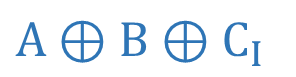 A ⊕ B ⊕ C_I